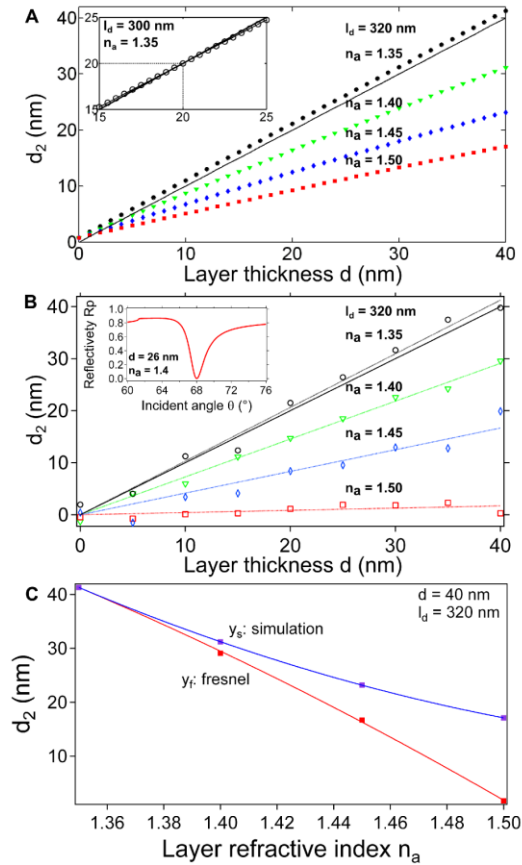 A
l_d = 300 nm
n_a = 1.35
25
20
15
15 20 25
l_d = 320 nm
n_a = 1.35
n_a = 1.40
n_a = 1.45
n_a = 1.50
d_2 (nm)
40
30
20
10
0
0 10 20 30 40
Layer thickness d (nm)
B
Reflectivity Rp
1.0
0.8
0.6
0.4
0.2
0.0
d = 26 nm
n_a = 1.4
60 64 68 72 76
Incident angle θ (°)
l_d = 320 nm
n_a = 1.35
n_a = 1.40
n_a = 1.45
n_a = 1.50
d_2 (nm)
40
30
20
10
0
0 10 20 30 40
Layer thickness d (nm)
C
d = 40 nm
l_d = 320 nm
y_s: simulation
y_f: fresnel
d_2 (nm)
40
30
20
10
1.36 1.38 1.40 1.42 1.44 1.46 1.48 1.50
Layer refractive index n_a